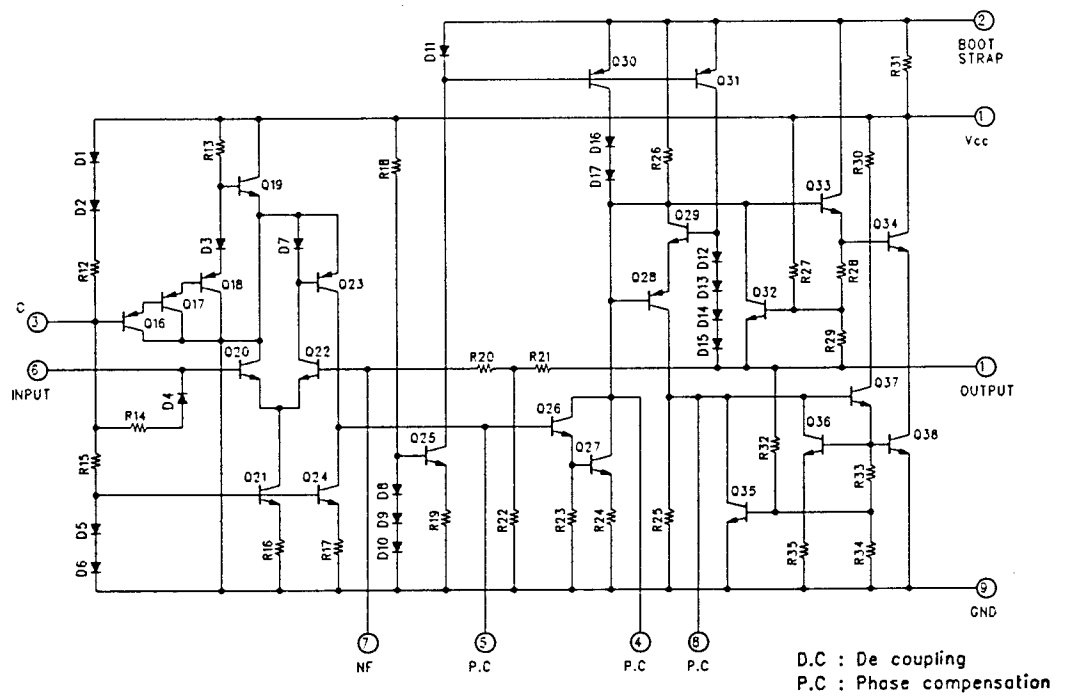 D11
Q30
Q31
R31
2
BOOT
STRAP
D1
R13
R18
D16
R26
R30
1
Vcc
D2
Q19
D17
Q33
D3
D7
Q29
Q34
R12
Q18
Q23
D12
R27
R28
C
3
Q17
Q28
D13
Q32
Q16
D14
Q20
Q22
D15
R29
6
INPUT
R20
R21
1
OUTPUT
D4
Q37
R14
Q26
Q36
Q38
R15
Q25
Q27
R32
R33
Q21
Q24
D8
Q35
D5
R16
R17
D9
R19
R22
R23
R24
R25
R35
R34
D6
D10
9
GND
7
NF
5
P.C
4
P.C
8
P.C
D.C : De coupling
P.C : Phase compensation